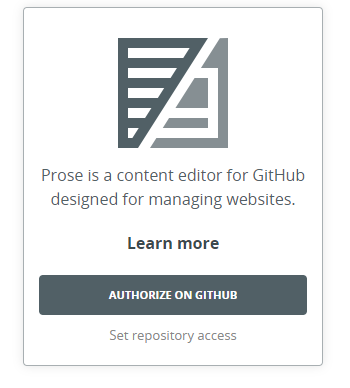 Prose is a content editor for GitHub
designed for managing websites.
Learn more
AUTHORIZE ON GITHUB
Set repository access